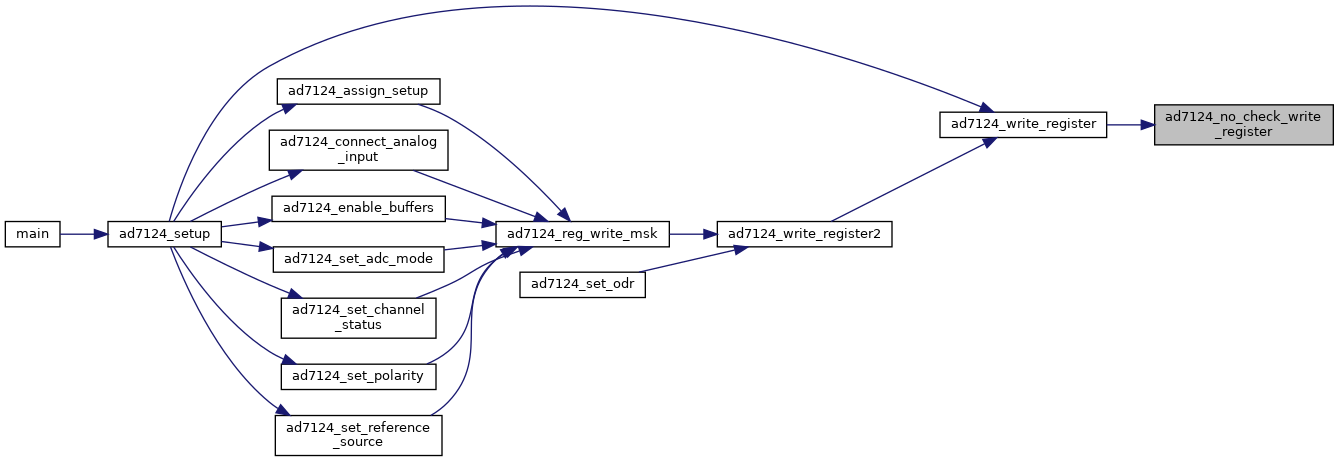 ad7124_assign_setup
ad7124_no_check_write
_register
ad7124_write_register
ad7124_connect_analog
_input
ad7124_enable_buffers
main
ad7124_setup
ad7124_reg_write_msk
ad7124_write_register2
ad7124_set_adc_mode
ad7124_set_odr
ad7124_set_channel
_status
ad7124_set_polarity
ad7124_set_reference
_source